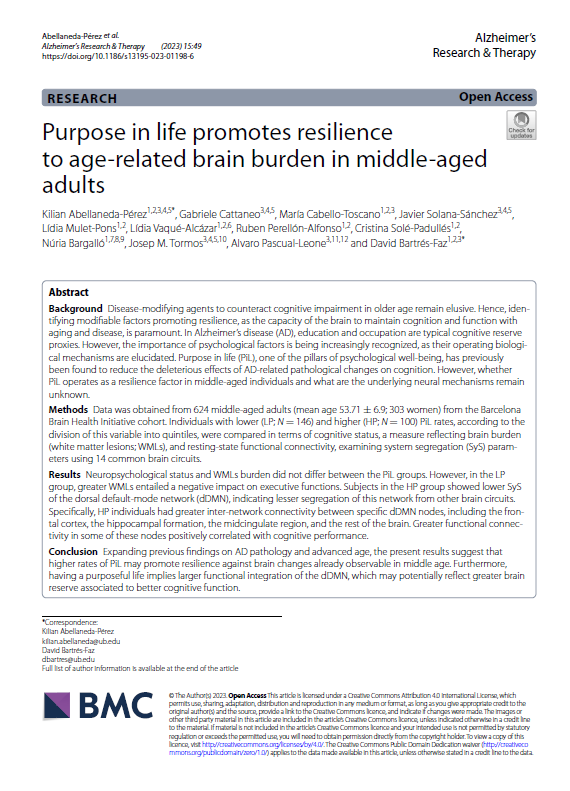 Abellaneda-Pérez et al.
Alzheimer's Research & Therapy (2023) 15:49
https://doi.org/10.1186/s13195-023-01198-6
Alzheimer's
Research & Therapy
RESEARCH
Open Access
Check for
updates
Purpose in life promotes resilience
to age-related brain burden in middle-aged
adults
Kilian Abellaneda-Pérez1,2,3,4,5*, Gabriele Cattaneo3,4,5, María Cabello-Toscano1,2,3, Javier Solana-Sánchez3,4,5,
Lídia Mulet-Pons1,2, Lídia Vaqué-Alcázar1,2,6, Ruben Perellón-Alfonso1,2, Cristina Solé-Padullés1,2,
Núria Bargalló1,7,8,9, Josep M. Tormos3,4,5,10, Alvaro Pascual-Leone3,11,12 and David Bartrés-Faz1,2,3*
Abstract
Background Disease-modifying agents to counteract cognitive impairment in older age remain elusive. Hence, iden-
tifying modifiable factors promoting resilience, as the capacity of the brain to maintain cognition and function with
aging and disease, is paramount. In Alzheimer's disease (AD), education and occupation are typical cognitive reserve
proxies. However, the importance of psychological factors is being increasingly recognized, as their operating biologi-
cal mechanisms are elucidated. Purpose in life (PiL), one of the pillars of psychological well-being, has previously
been found to reduce the deleterious effects of AD-related pathological changes on cognition. However, whether
PiL operates as a resilience factor in middle-aged individuals and what are the underlying neural mechanisms remain
unknown.
Methods Data was obtained from 624 middle-aged adults (mean age 53.71 ± 6.9; 303 women) from the Barcelona
Brain Health Initiative cohort. Individuals with lower (LP; N = 146) and higher (HP; N = 100) PiL rates, according to the
division of this variable into quintiles, were compared in terms of cognitive status, a measure reflecting brain burden
(white matter lesions; WMLs), and resting-state functional connectivity, examining system segregation (SyS) param-
eters using 14 common brain circuits.
Results Neuropsychological status and WMLs burden did not differ between the PiL groups. However, in the LP
group, greater WMLs entailed a negative impact on executive functions. Subjects in the HP group showed lower SyS
of the dorsal default-mode network (dDMN), indicating lesser segregation of this network from other brain circuits.
Specifically, HP individuals had greater inter-network connectivity between specific dDMN nodes, including the fron-
tal cortex, the hippocampal formation, the midcingulate region, and the rest of the brain. Greater functional connec-
tivity in some of these nodes positively correlated with cognitive performance.
Conclusion Expanding previous findings on AD pathology and advanced age, the present results suggest that
higher rates of PiL may promote resilience against brain changes already observable in middle age. Furthermore,
having a purposeful life implies larger functional integration of the dDMN, which may potentially reflect greater brain
reserve associated to better cognitive function.
*Correspondence:
Kilian Abellaneda-Pérez
kilian.abellaneda@ub.edu
David Bartrés-Faz
dbartres@ub.edu
Full list of author information is available at the end of the article
BMC
© The Author(s) 2023. Open Access This article is licensed under a Creative Commons Attribution 4.0 International License, which
permits use, sharing, adaptation, distribution and reproduction in any medium or format, as long as you give appropriate credit to the
original author(s) and the source, provide a link to the Creative Commons licence, and indicate if changes were made. The images or
other third party material in this article are included in the article's Creative Commons licence, unless indicated otherwise in a credit line
to the material. If material is not included in the article's Creative Commons licence and your intended use is not permitted by statutory
regulation or exceeds the permitted use, you will need to obtain permission directly from the copyright holder. To view a copy of this
licence, visit http://creativecommons.org/licenses/by/4.0/. The Creative Commons Public Domain Dedication waiver (http://creativeco
mmons.org/publicdomain/zero/1.0/) applies to the data made available in this article, unless otherwise stated in a credit line to the data.